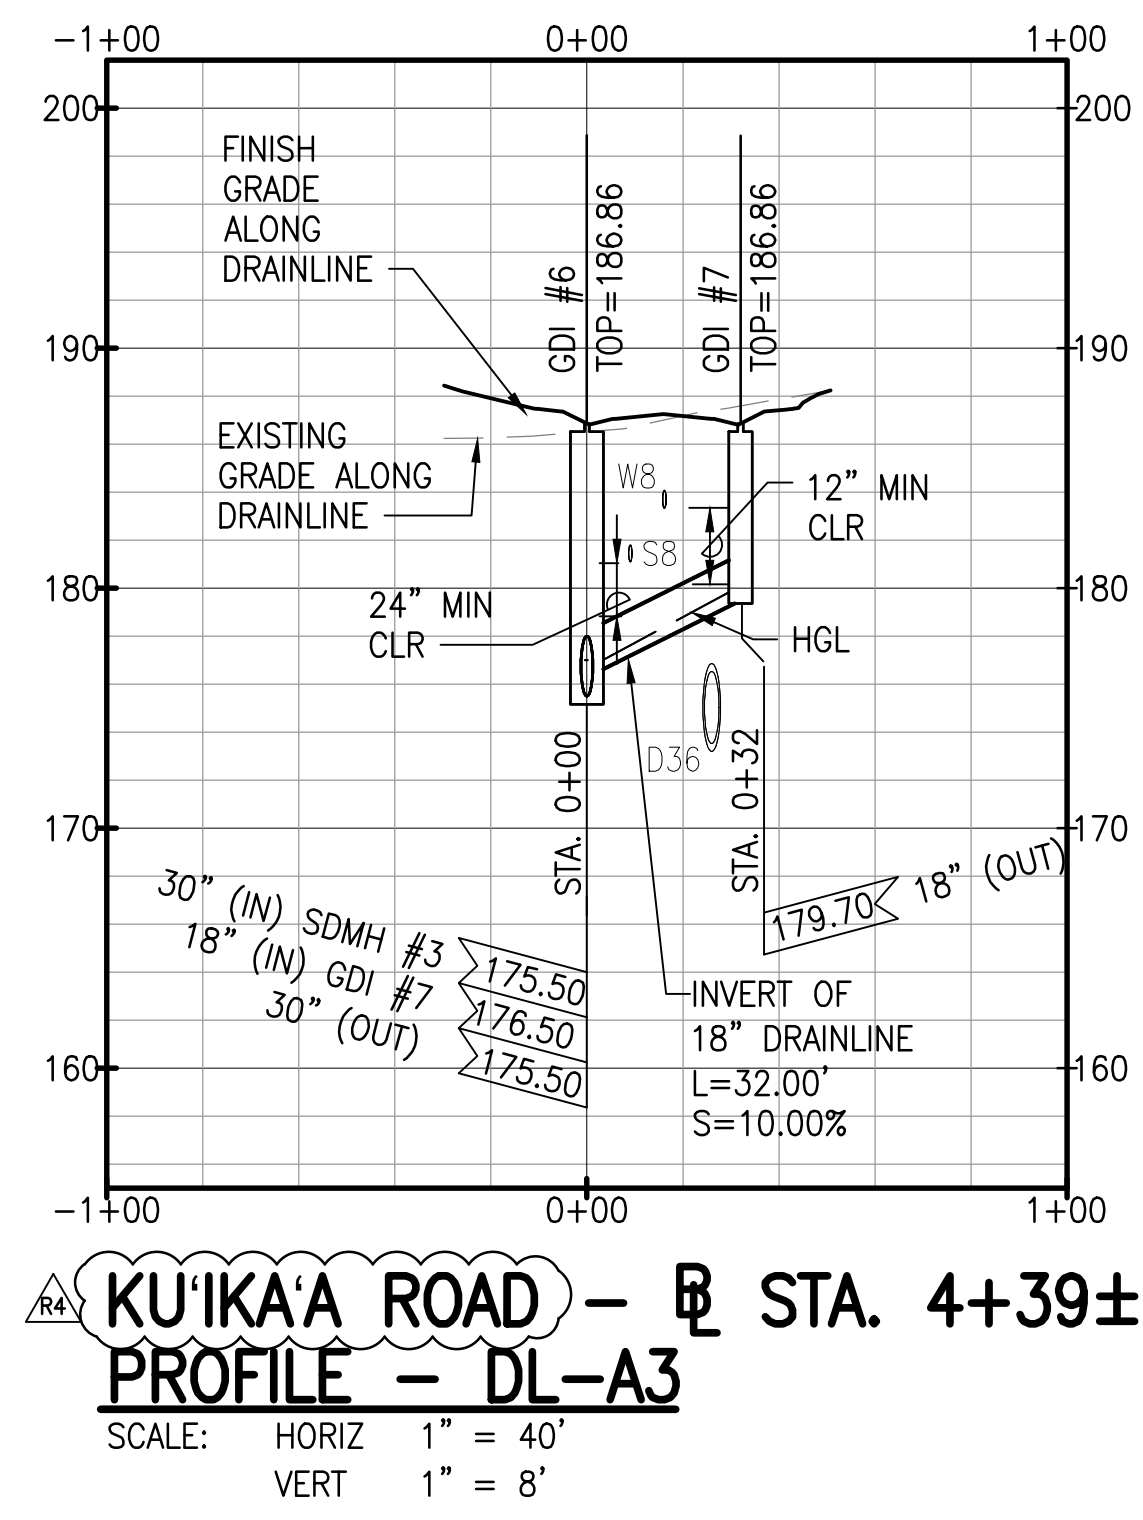 -1+00 0+00 1+00
200 200
FINISH
GRADE
ALONG
DRAINLINE
GDI #6
TOP=186.86
GDI #7
TOP=186.86
190 190
EXISTING
GRADE ALONG
DRAINLINE
W8
12" MIN
CLR
S8
180 180
24" MIN
CLR
HGL
D36
STA. 0+00
STA. 0+32
170 170
18" (OUT)
179.70
30" (IN) SDMH #3
175.50
18" (IN) GDI #7
176.50
30" (OUT)
175.50
INVERT OF
18" DRAINLINE
L=32.00'
S=10.00%
160 160
-1+00 0+00 1+00
R4
KU‘IKA‘A ROAD - BL STA. 4+39±
PROFILE - DL-A3
SCALE: HORIZ 1" = 40'
VERT 1" = 8'